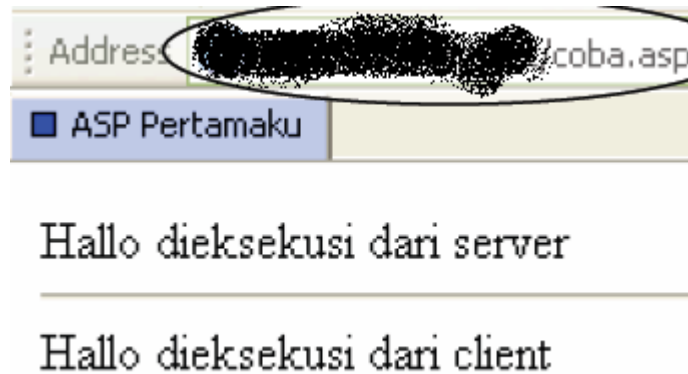 Address /coba.asp
ASP Pertamaku
Hallo dieksekusi dari server
Hallo dieksekusi dari client